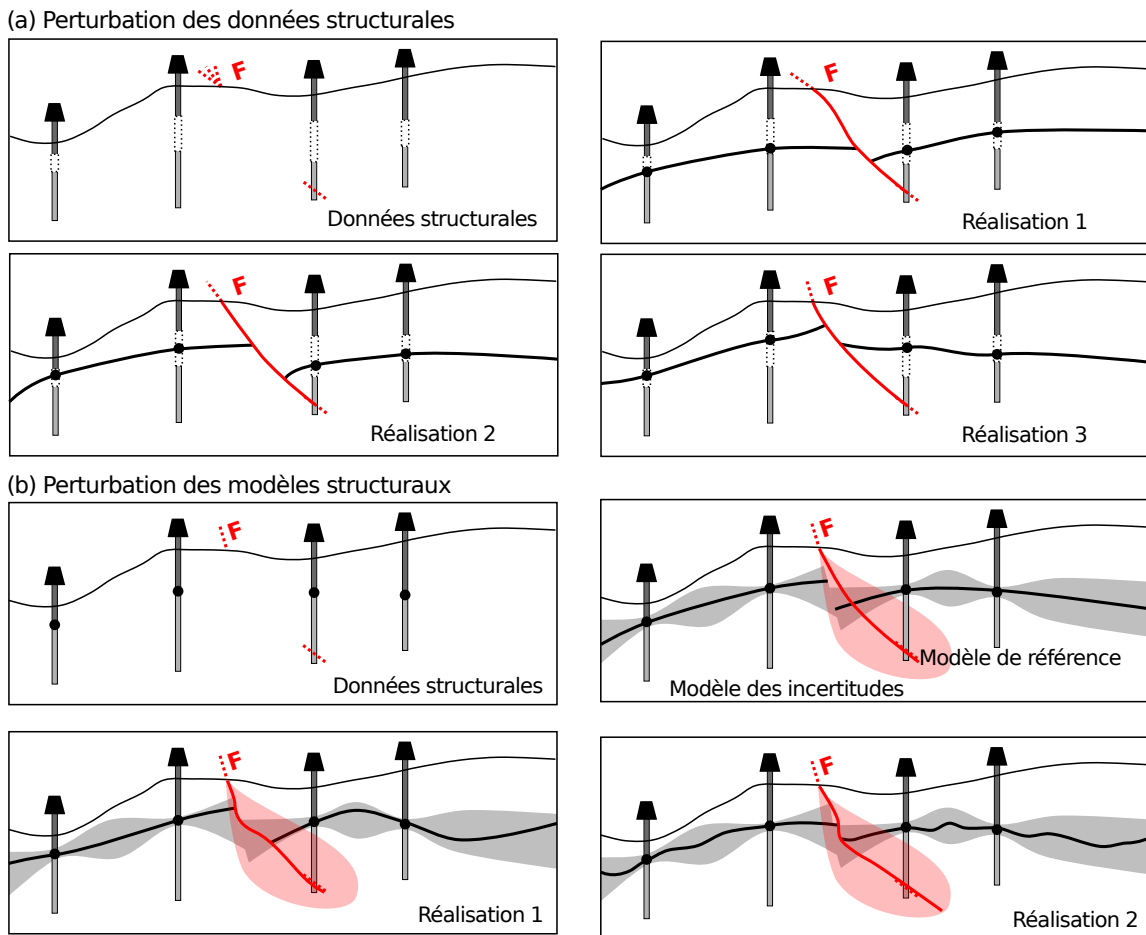 (a) Perturbation des données structurales
F
Données structurales
F
Réalisation 1
F
Réalisation 2
F
Réalisation 3
(b) Perturbation des modèles structuraux
F
Données structurales
F
Modèle de référence
Modèle des incertitudes
F
Réalisation 1
F
Réalisation 2